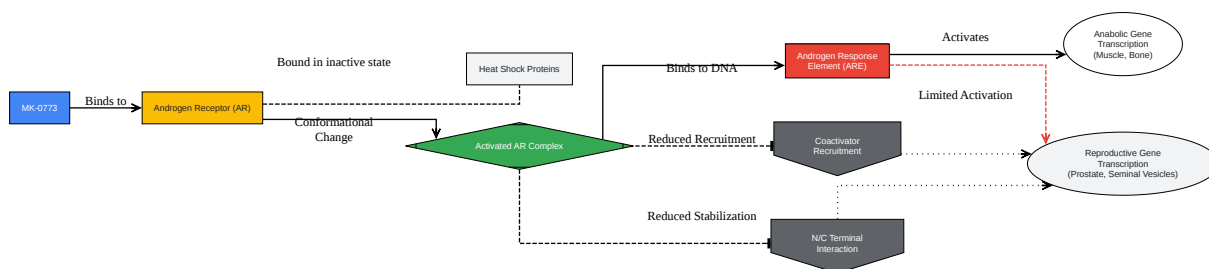 MK-0773
Binds to
Androgen Receptor (AR)
Bound in inactive state
Heat Shock Proteins
Conformational
Change
Activated AR Complex
Binds to DNA
Androgen Response
Element (ARE)
Activates
Anabolic Gene
Transcription
(Muscle, Bone)
Limited Activation
Reduced Recruitment
Coactivator
Recruitment
Reproductive Gene
Transcription
(Prostate, Seminal Vesicles)
Reduced Stabilization
N/C Terminal
Interaction